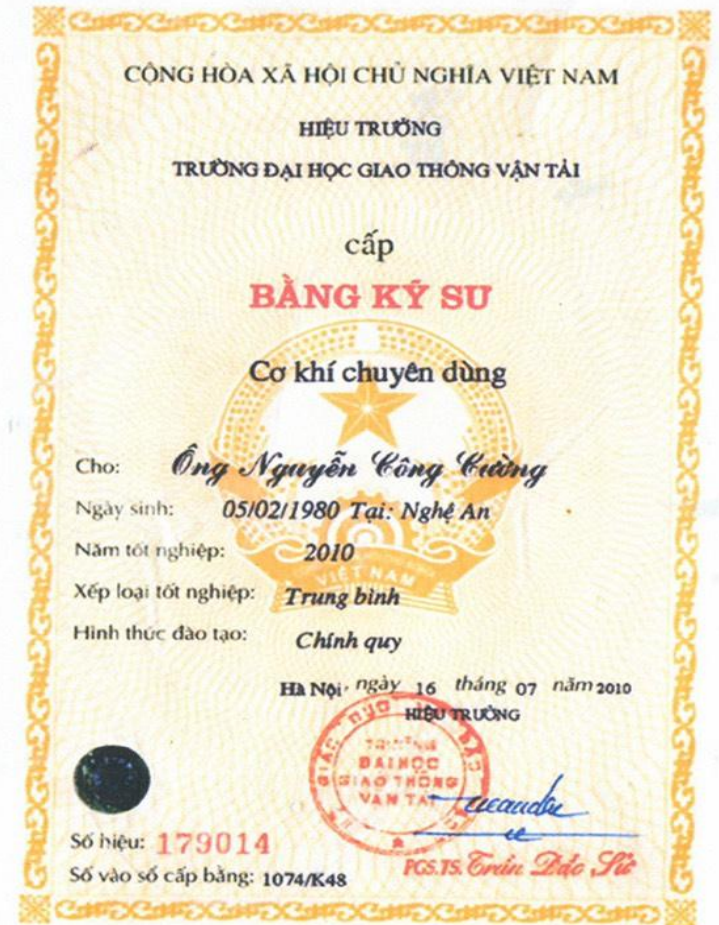 CỘNG HÒA XÃ HỘI CHỦ NGHĨA VIỆT NAM
HIỆU TRƯỞNG
TRƯỜNG ĐẠI HỌC GIAO THÔNG VẬN TẢI
cấp
BẰNG KỸ SƯ
Cơ khí chuyên dùng
Cho: Ông Nguyễn Công Cường
Ngày sinh: 05/02/1980 Tại: Nghệ An
Năm tốt nghiệp: 2010
VIỆT NAM
Xếp loại tốt nghiệp: Trung bình
Hình thức đào tạo: Chính quy
Hà Nội, ngày 16 tháng 07 năm 2010
HIỆU TRƯỞNG
TRƯỜNG
ĐẠI HỌC
GIAO THÔNG
VẬN TẢI
Số hiệu: 179014
PGS.TS. Trần Đắc Sử
Số vào sổ cấp bằng: 1074/K48